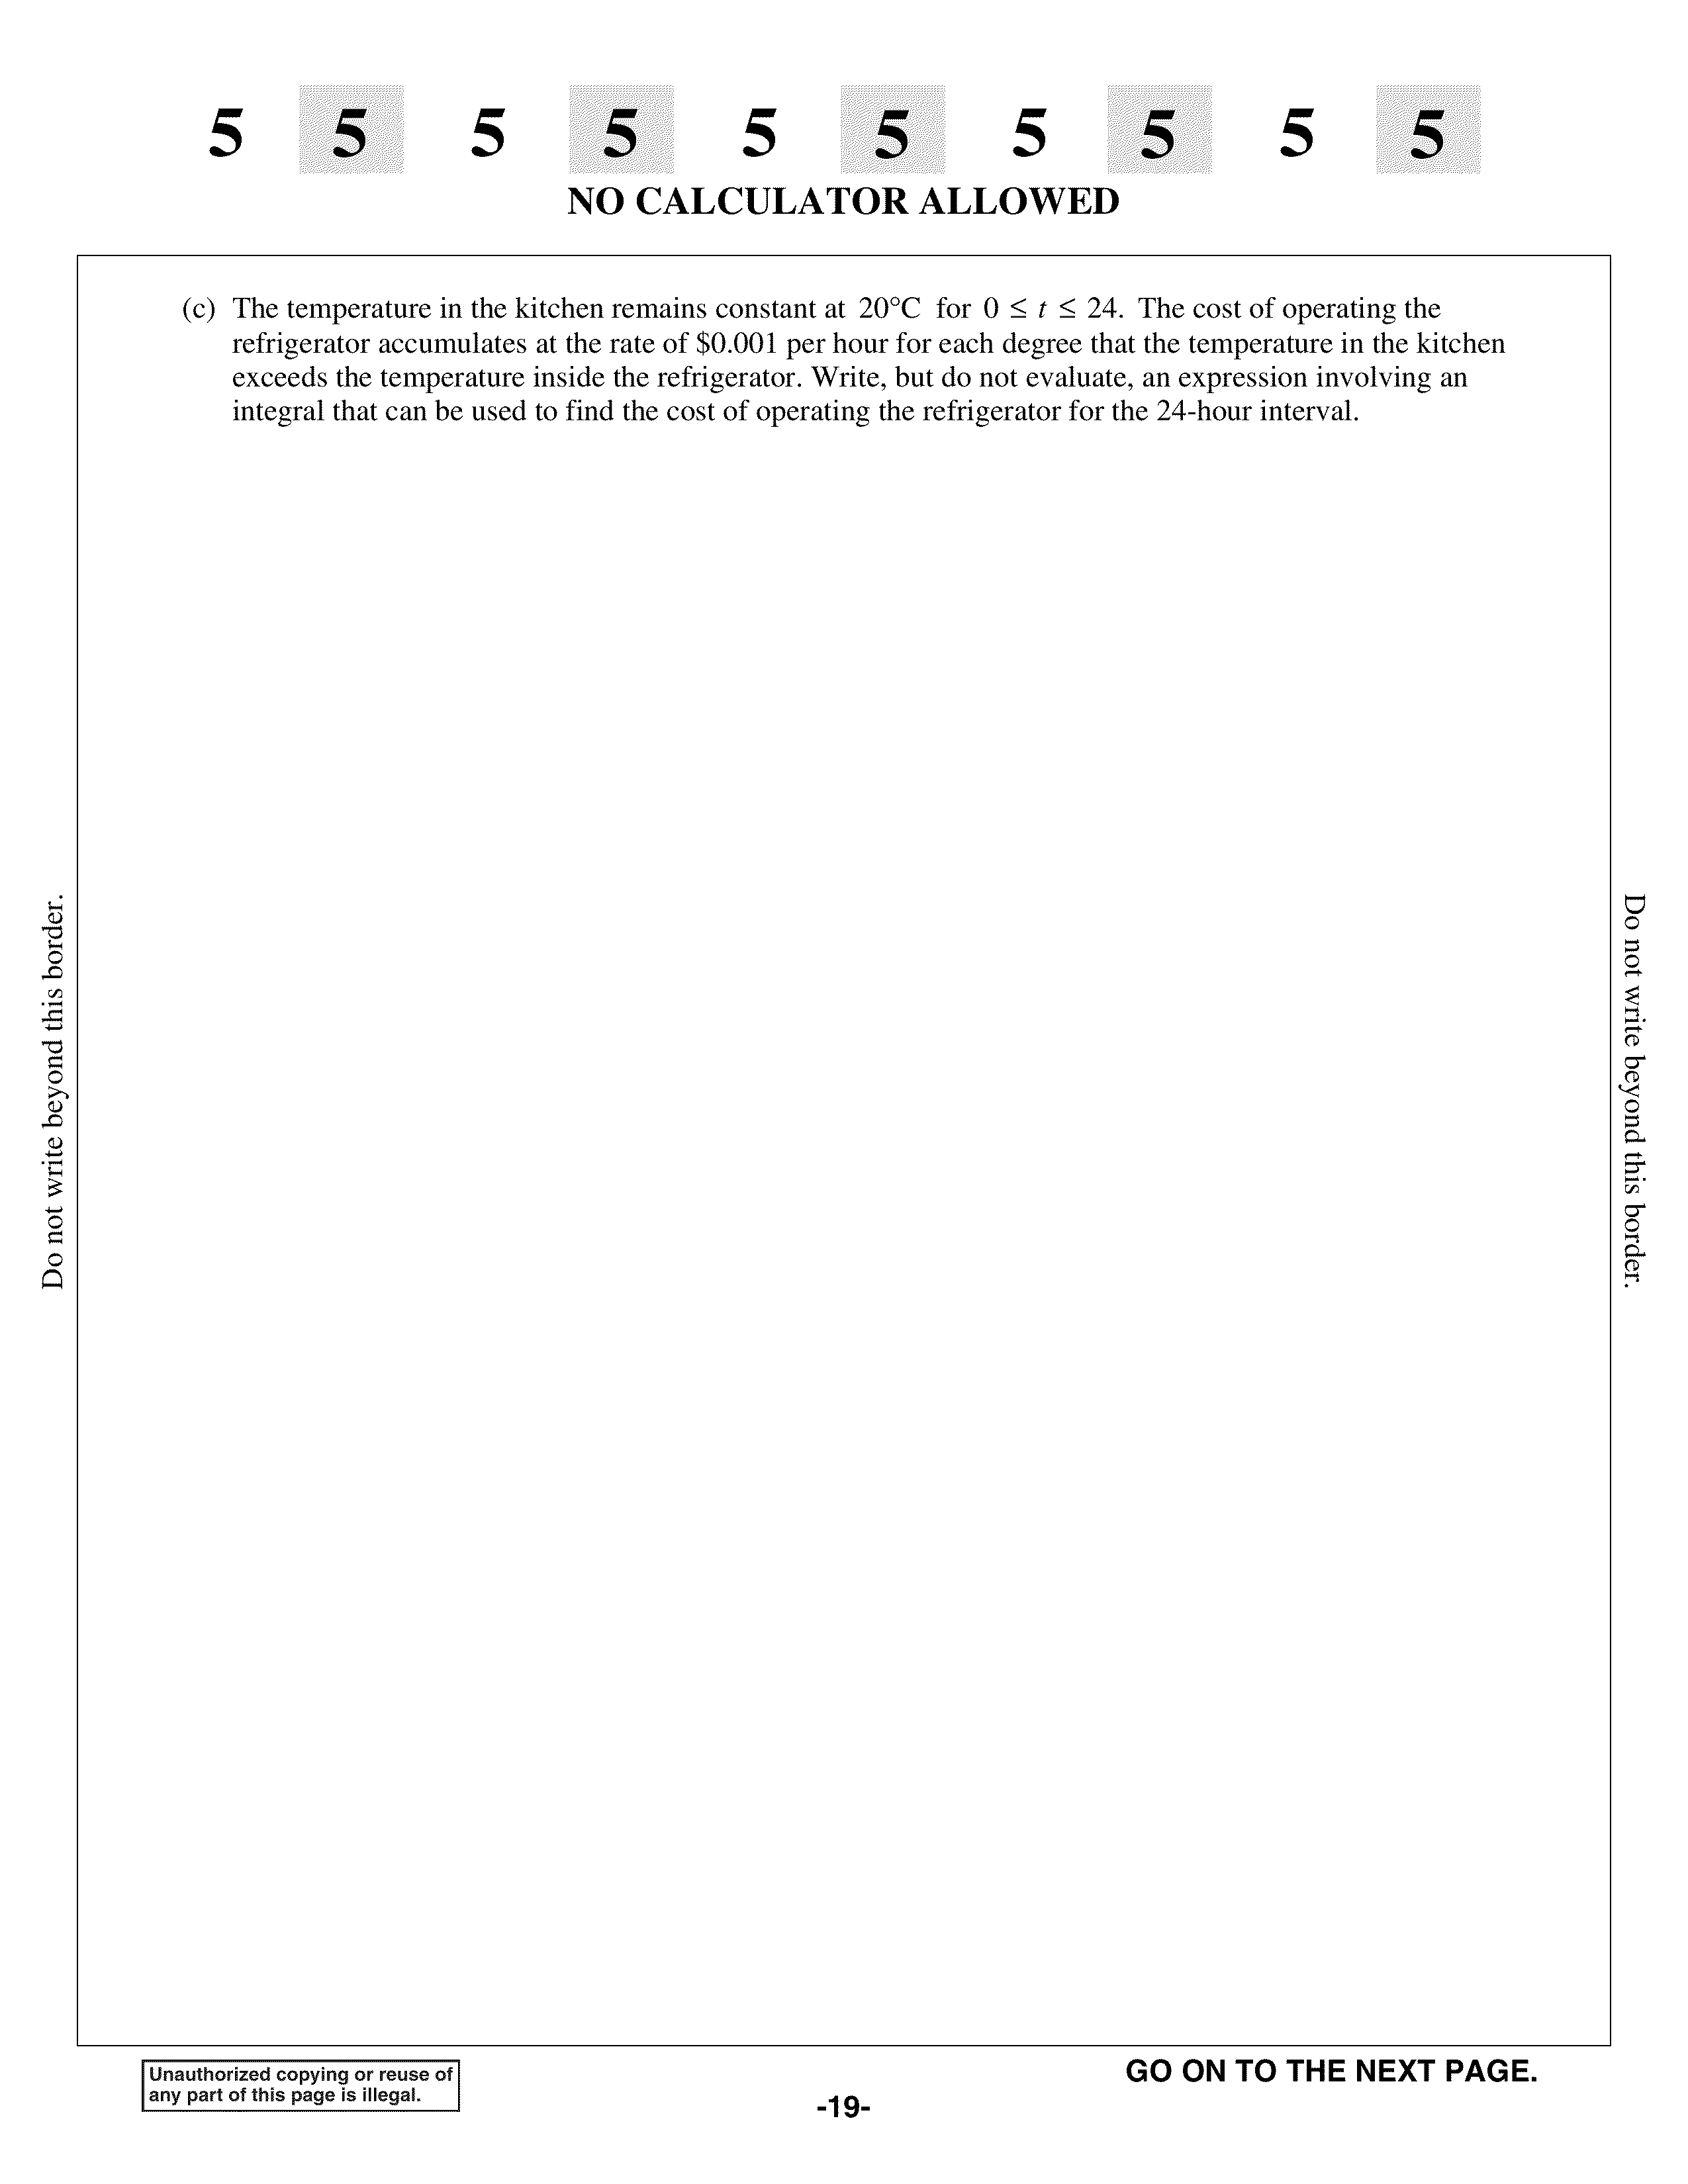 5 5 5 5 5 5 5 5 5 5
NO CALCULATOR ALLOWED
(c) The temperature in the kitchen remains constant at 20°C for 0 ≤ t ≤ 24. The cost of operating the
refrigerator accumulates at the rate of $0.001 per hour for each degree that the temperature in the kitchen
exceeds the temperature inside the refrigerator. Write, but do not evaluate, an expression involving an
integral that can be used to find the cost of operating the refrigerator for the 24-hour interval.
Do not write beyond this border.
Do not write beyond this border.
Unauthorized copying or reuse of
any part of this page is illegal.
GO ON TO THE NEXT PAGE.
-19-